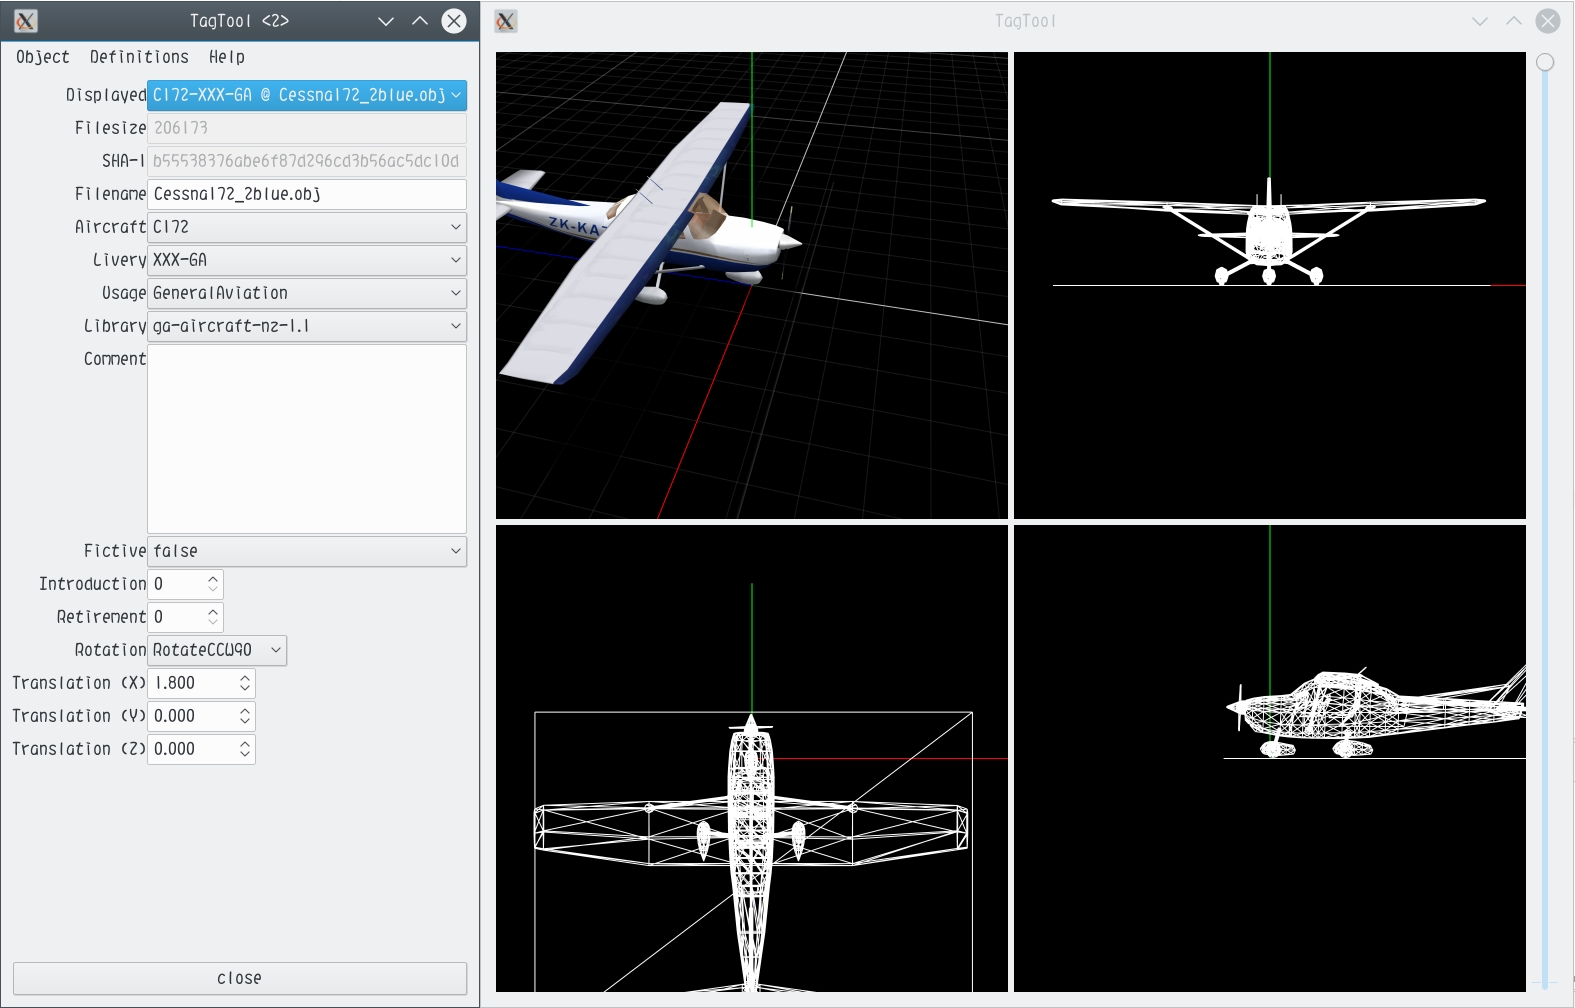 TagTool <2>
TagTool
Object Definitions Help
Displayed C172-XXX-GA @ Cessna172_2blue.obj
Filesize 206173
SHA-1 b55538376abe6f87d296cd3b56ac5dc10d
Filename Cessna172_2blue.obj
Aircraft C172
Livery XXX-GA
Usage GeneralAviation
Library ga-aircraft-nz-1.1
Comment
Fictive false
Introduction 0
Retirement 0
Rotation RotateCCW90
Translation (X) 1.800
Translation (Y) 0.000
Translation (Z) 0.000
close
ZK-KA